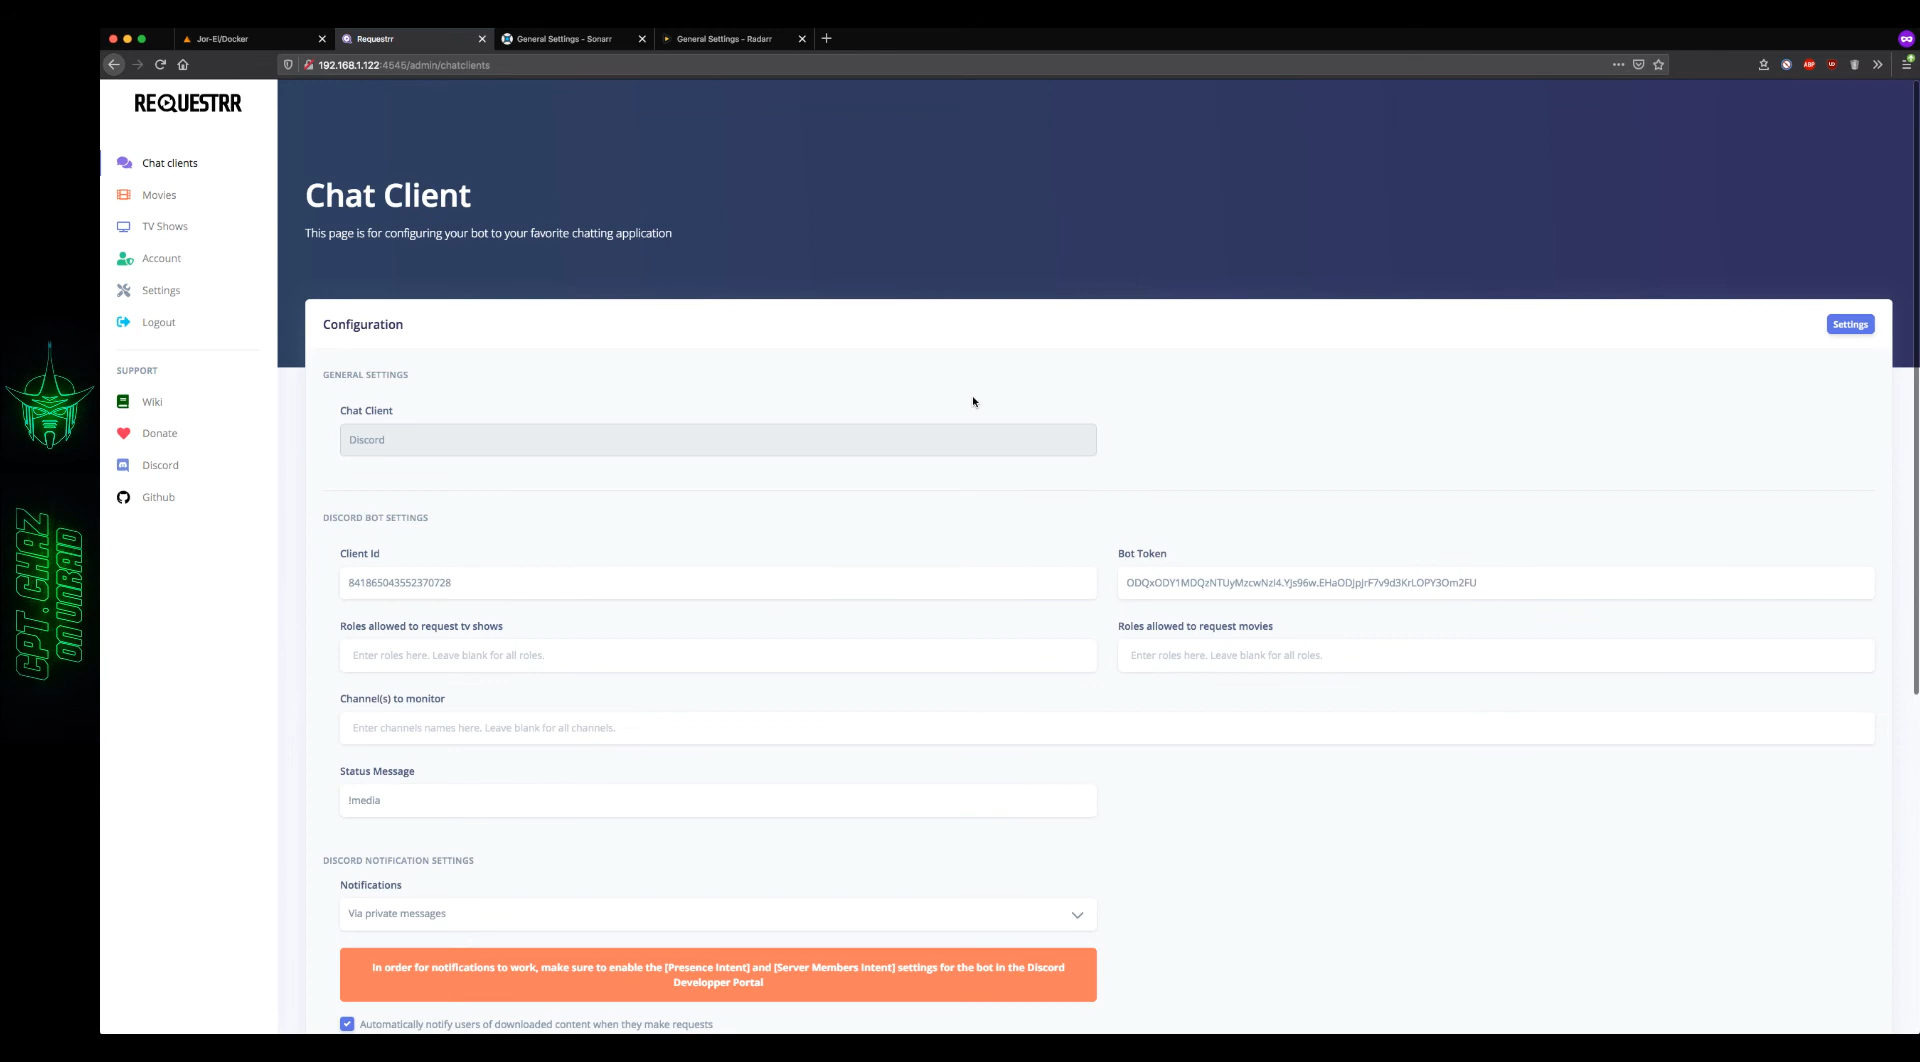 Jor-El/Docker
Requestrr
General Settings - Sonarr
General Settings - Radarr
192.168.1.122:4545/admin/chatclients
ABP
REQUESTRR
Chat clients
Movies
TV Shows
Account
Settings
Logout
SUPPORT
Wiki
Donate
Discord
Github
CPT.CHAZ
ON UNRAID
Chat Client
This page is for configuring your bot to your favorite chatting application
Configuration
Settings
GENERAL SETTINGS
Chat Client
Discord
DISCORD BOT SETTINGS
Client Id
Bot Token
841865043552370728
ODQxODY1MDQzNTUyMzcwNzI4.YJs96w.EHaODJpJrF7v9d3KrLOPY3Om2FU
Roles allowed to request tv shows
Roles allowed to request movies
Enter roles here. Leave blank for all roles.
Enter roles here. Leave blank for all roles.
Channel(s) to monitor
Enter channels names here. Leave blank for all channels.
Status Message
!media
DISCORD NOTIFICATION SETTINGS
Notifications
Via private messages
In order for notifications to work, make sure to enable the [Presence Intent] and [Server Members Intent] settings for the bot in the Discord
Developper Portal
Automatically notify users of downloaded content when they make requests